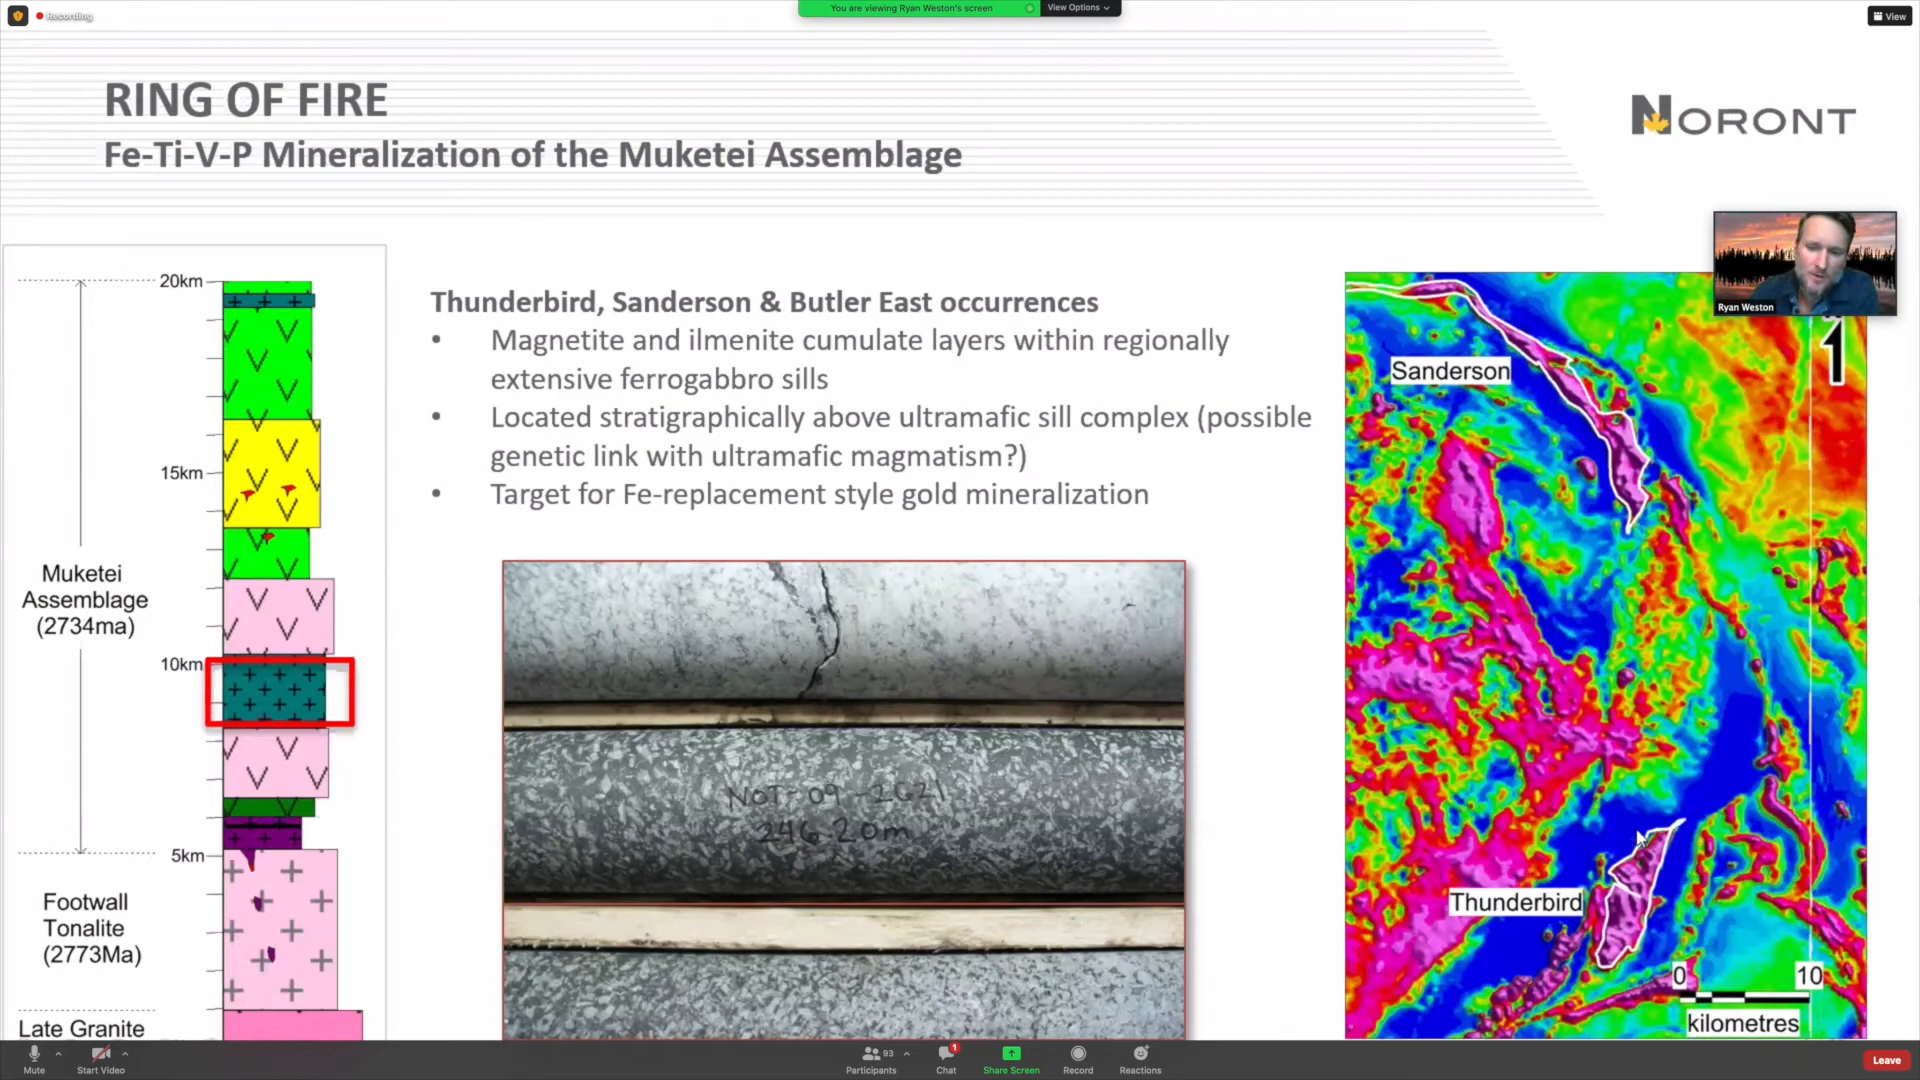 Recording
You are viewing Ryan Weston's screen
View Options
View
RING OF FIRE
Fe-Ti-V-P Mineralization of the Muketei Assemblage
NORONT
Ryan Weston
20km
15km
10km
5km
Muketei
Assemblage
(2734ma)
Footwall
Tonalite
(2773Ma)
Late Granite
Thunderbird, Sanderson & Butler East occurrences
• Magnetite and ilmenite cumulate layers within regionally
extensive ferrogabbro sills
• Located stratigraphically above ultramafic sill complex (possible
genetic link with ultramafic magmatism?)
• Target for Fe-replacement style gold mineralization
NOT-09-2G21
246.20m
1
Sanderson
Thunderbird
0 10
kilometres
Mute
Start Video
93
Participants
1
Chat
Share Screen
Record
Reactions
Leave